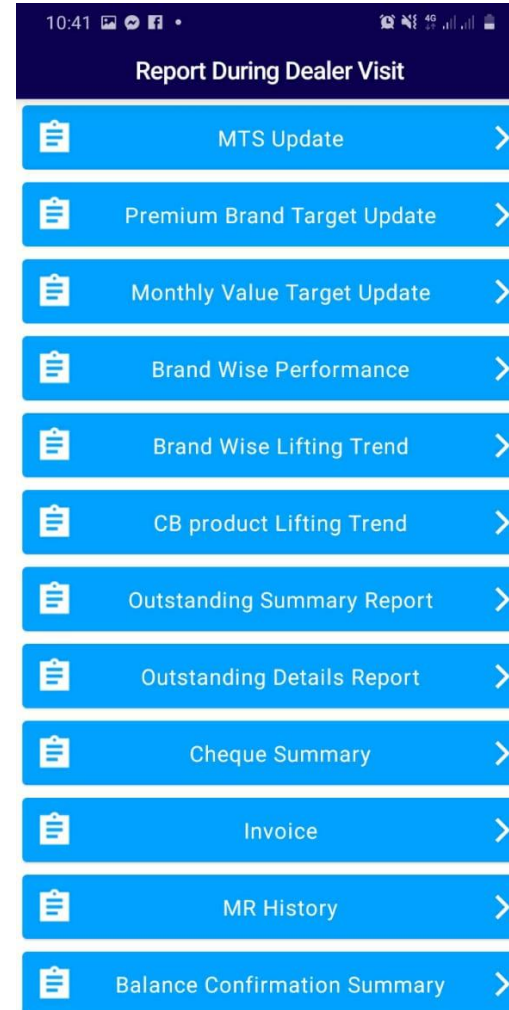 10:41
4G
Report During Dealer Visit
MTS Update
Premium Brand Target Update
Monthly Value Target Update
Brand Wise Performance
Brand Wise Lifting Trend
CB product Lifting Trend
Outstanding Summary Report
Outstanding Details Report
Cheque Summary
Invoice
MR History
Balance Confirmation Summary